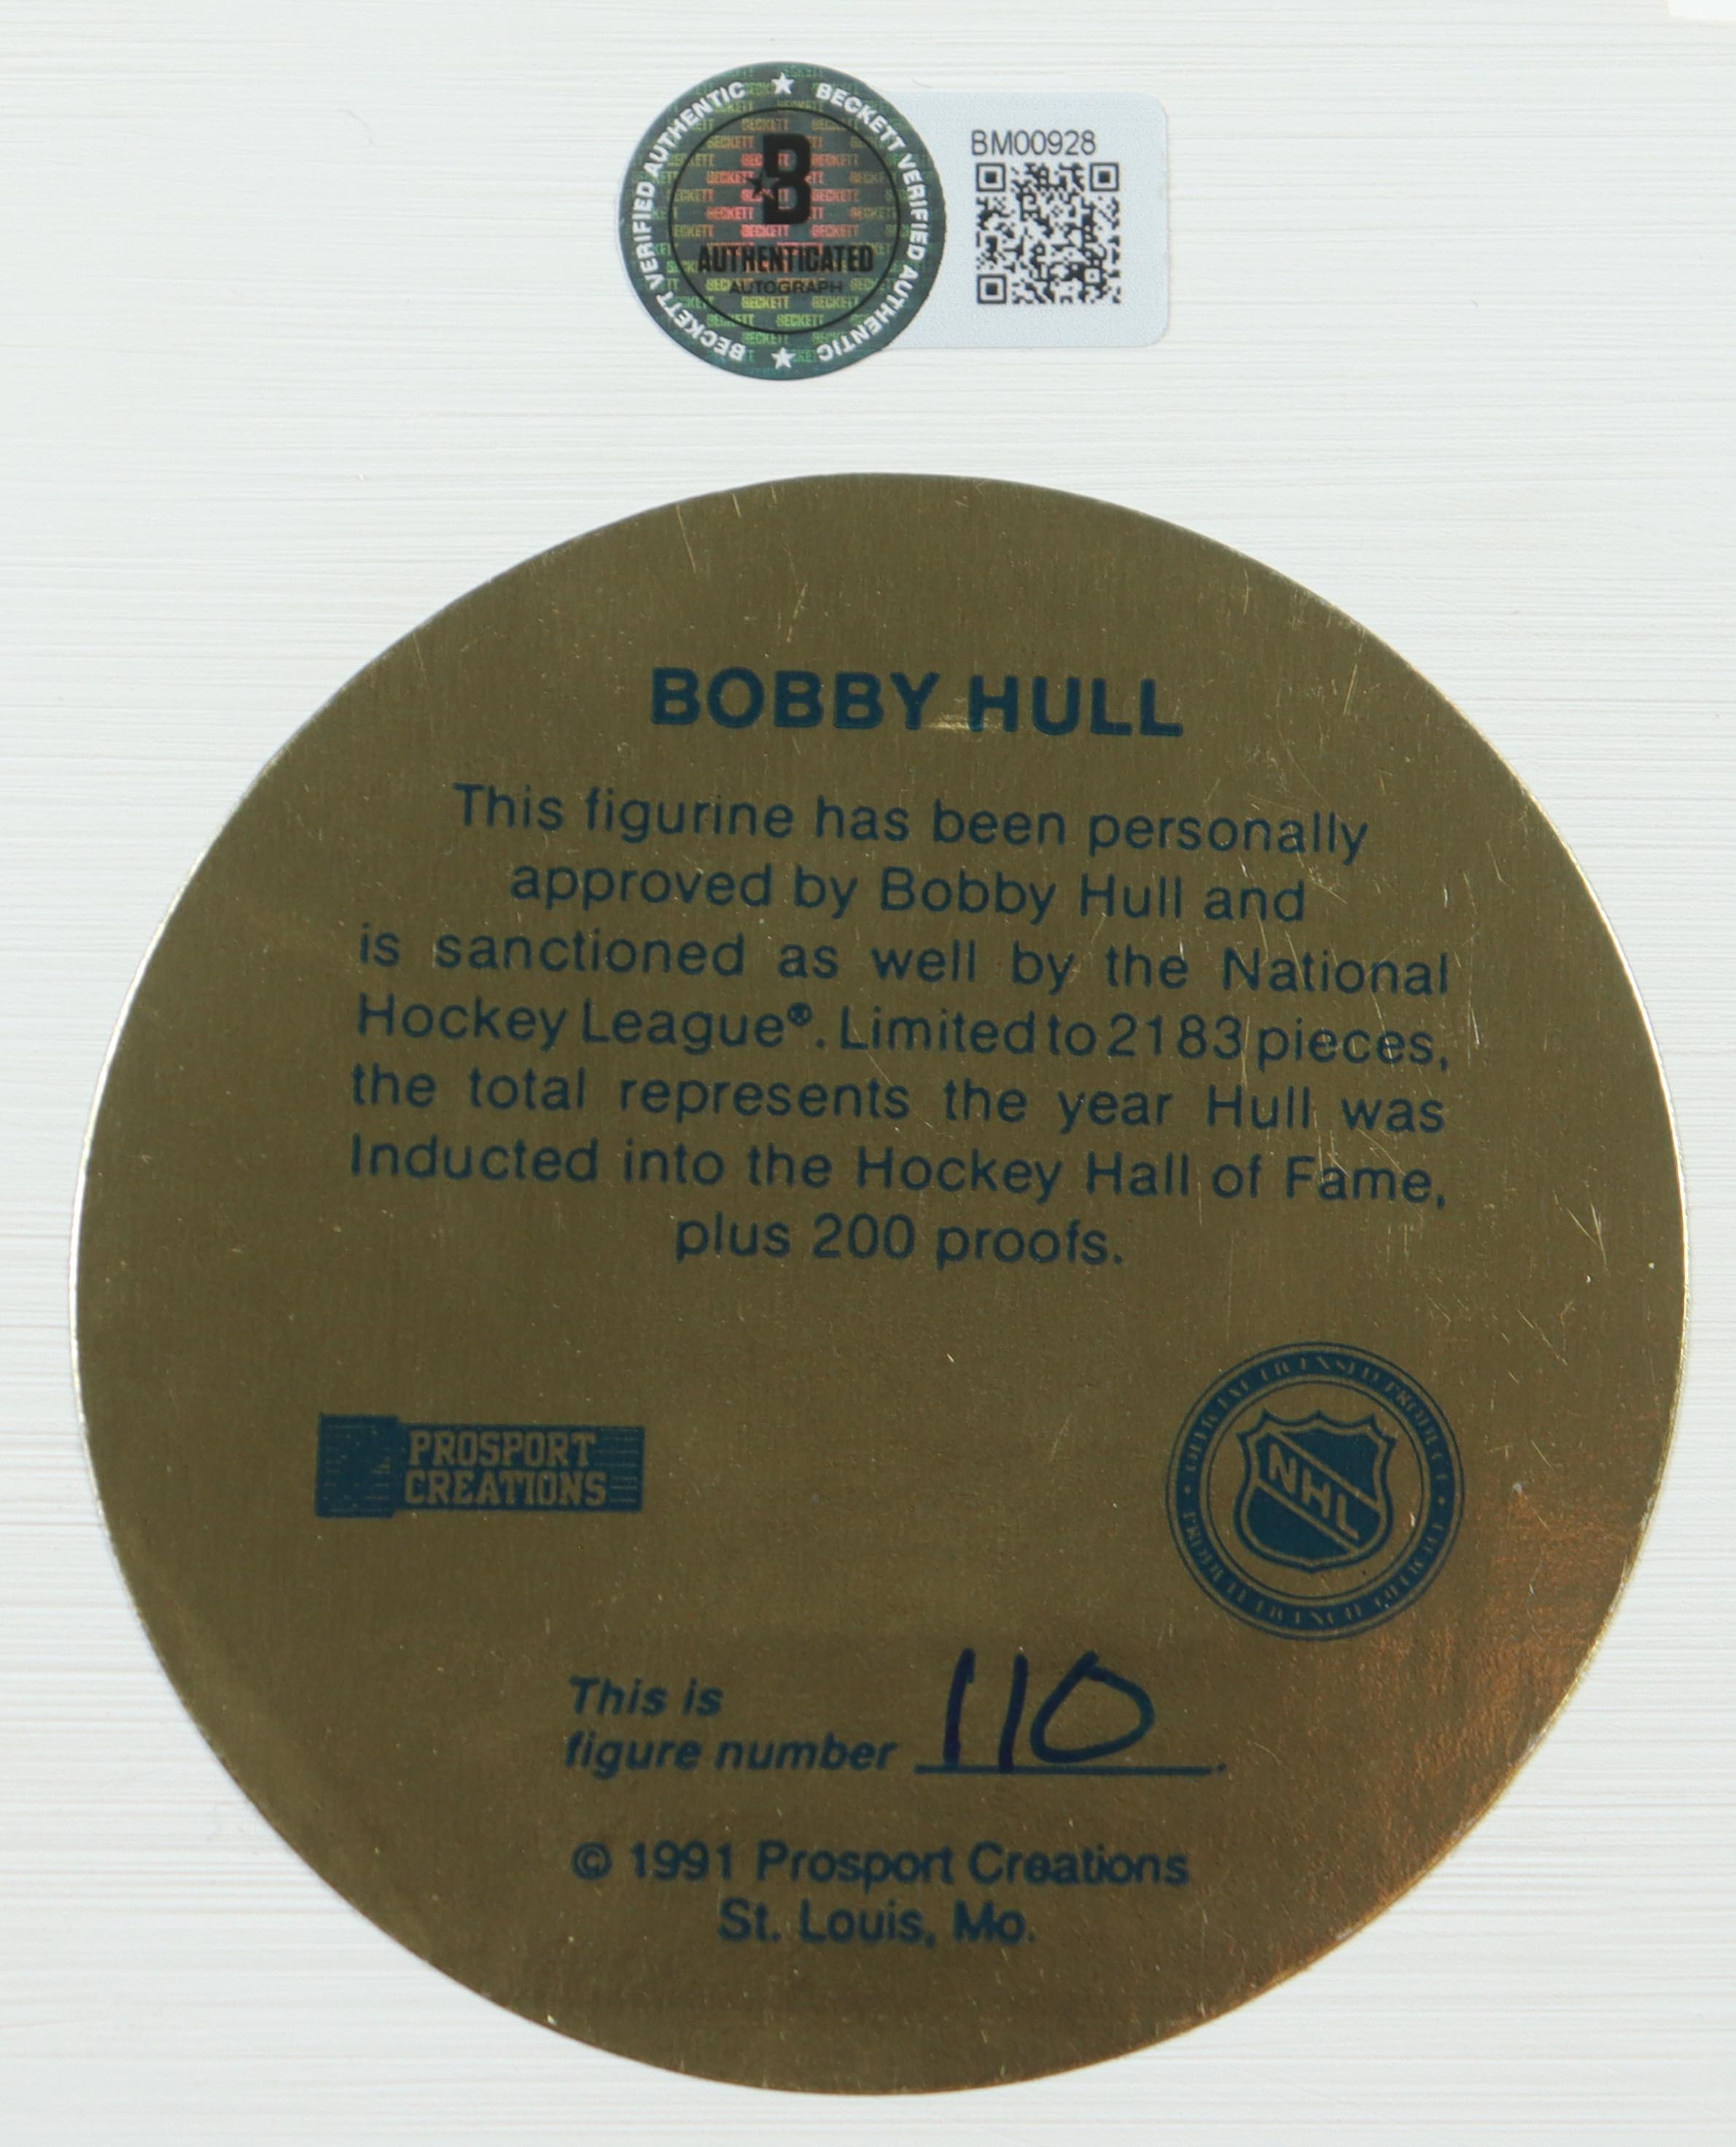 BECKETT VERIFIED AUTHENTIC ★ BECKETT VERIFIED AUTHENTIC ★
B
AUTHENTICATED
AUTOGRAPH
BM00928
BOBBY HULL
This figurine has been personally
approved by Bobby Hull and
is sanctioned as well by the National
Hockey League®. Limited to 2183 pieces,
the total represents the year Hull was
Inducted into the Hockey Hall of Fame,
plus 200 proofs.
PROSPORT
CREATIONS
NHL
This is
figure number 110.
© 1991 Prosport Creations
St. Louis, Mo.